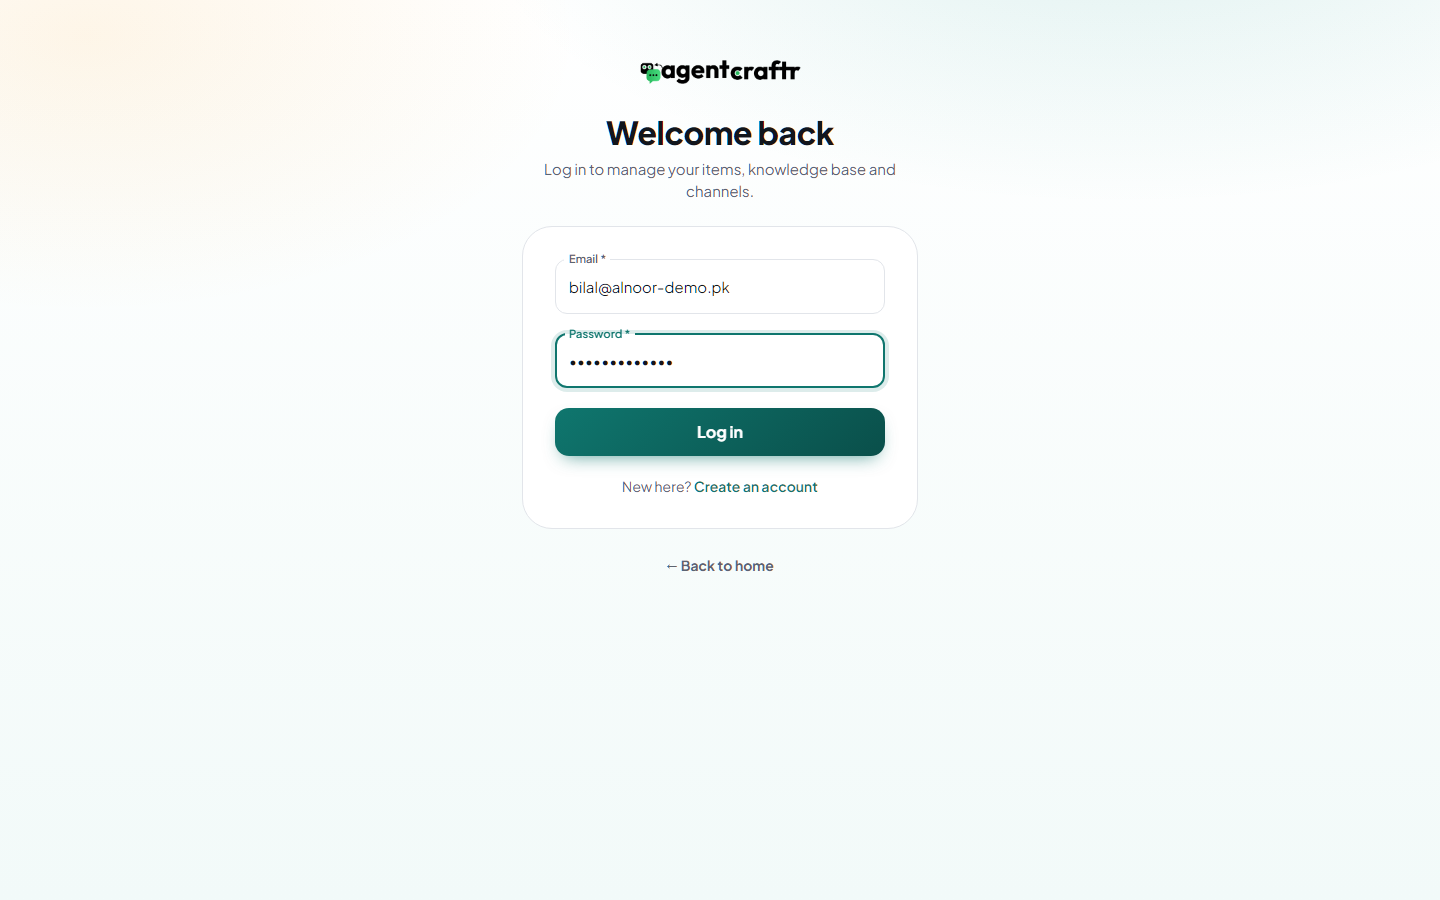 agentcraftr
Welcome back
Log in to manage your items, knowledge base and
channels.
Email *
bilal@alnoor-demo.pk
Password *
•••••••••••••
Log in
New here? Create an account
← Back to home